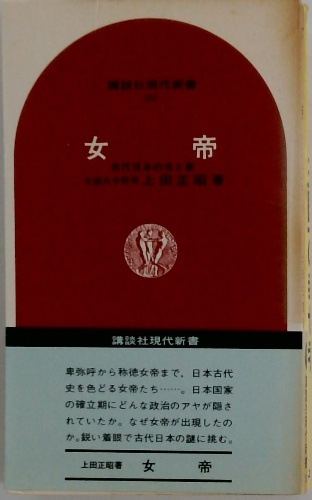 講談社現代新書
女帝
上田正昭著
講談社現代新書
卑弥呼から称徳女帝まで、日本古代
史を色どる女帝たち……。日本国家
の確立期にどんな政治のアヤが隠さ
れていたか。なぜ女帝が出現したの
か。鋭い着眼で古代日本の謎に挑む。
上田正昭著 女帝